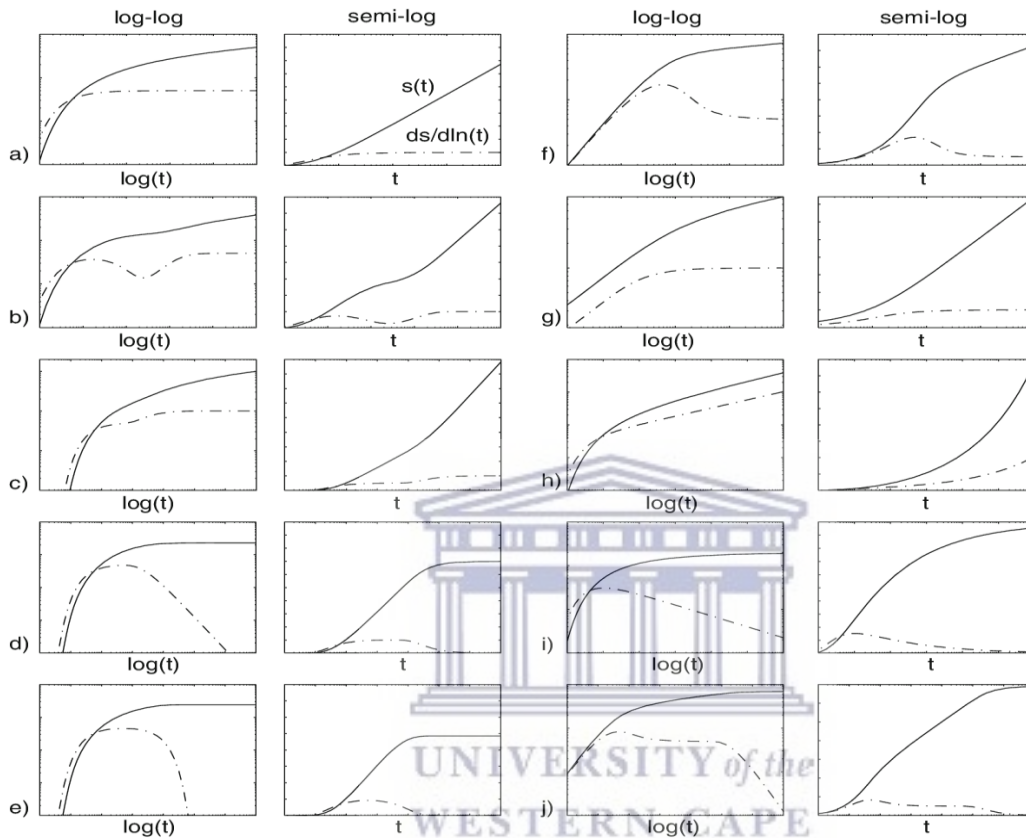 log-log semi-log log-log semi-log
s(t)
ds/dln(t)
a) f)
log(t) t log(t) t
b) g)
log(t) t log(t) t
c) h)
log(t) t log(t) t
d) i)
log(t) t log(t) t
UNIVERSITY of the
e) j)
WESTERN CAPE
log(t) t log(t) t